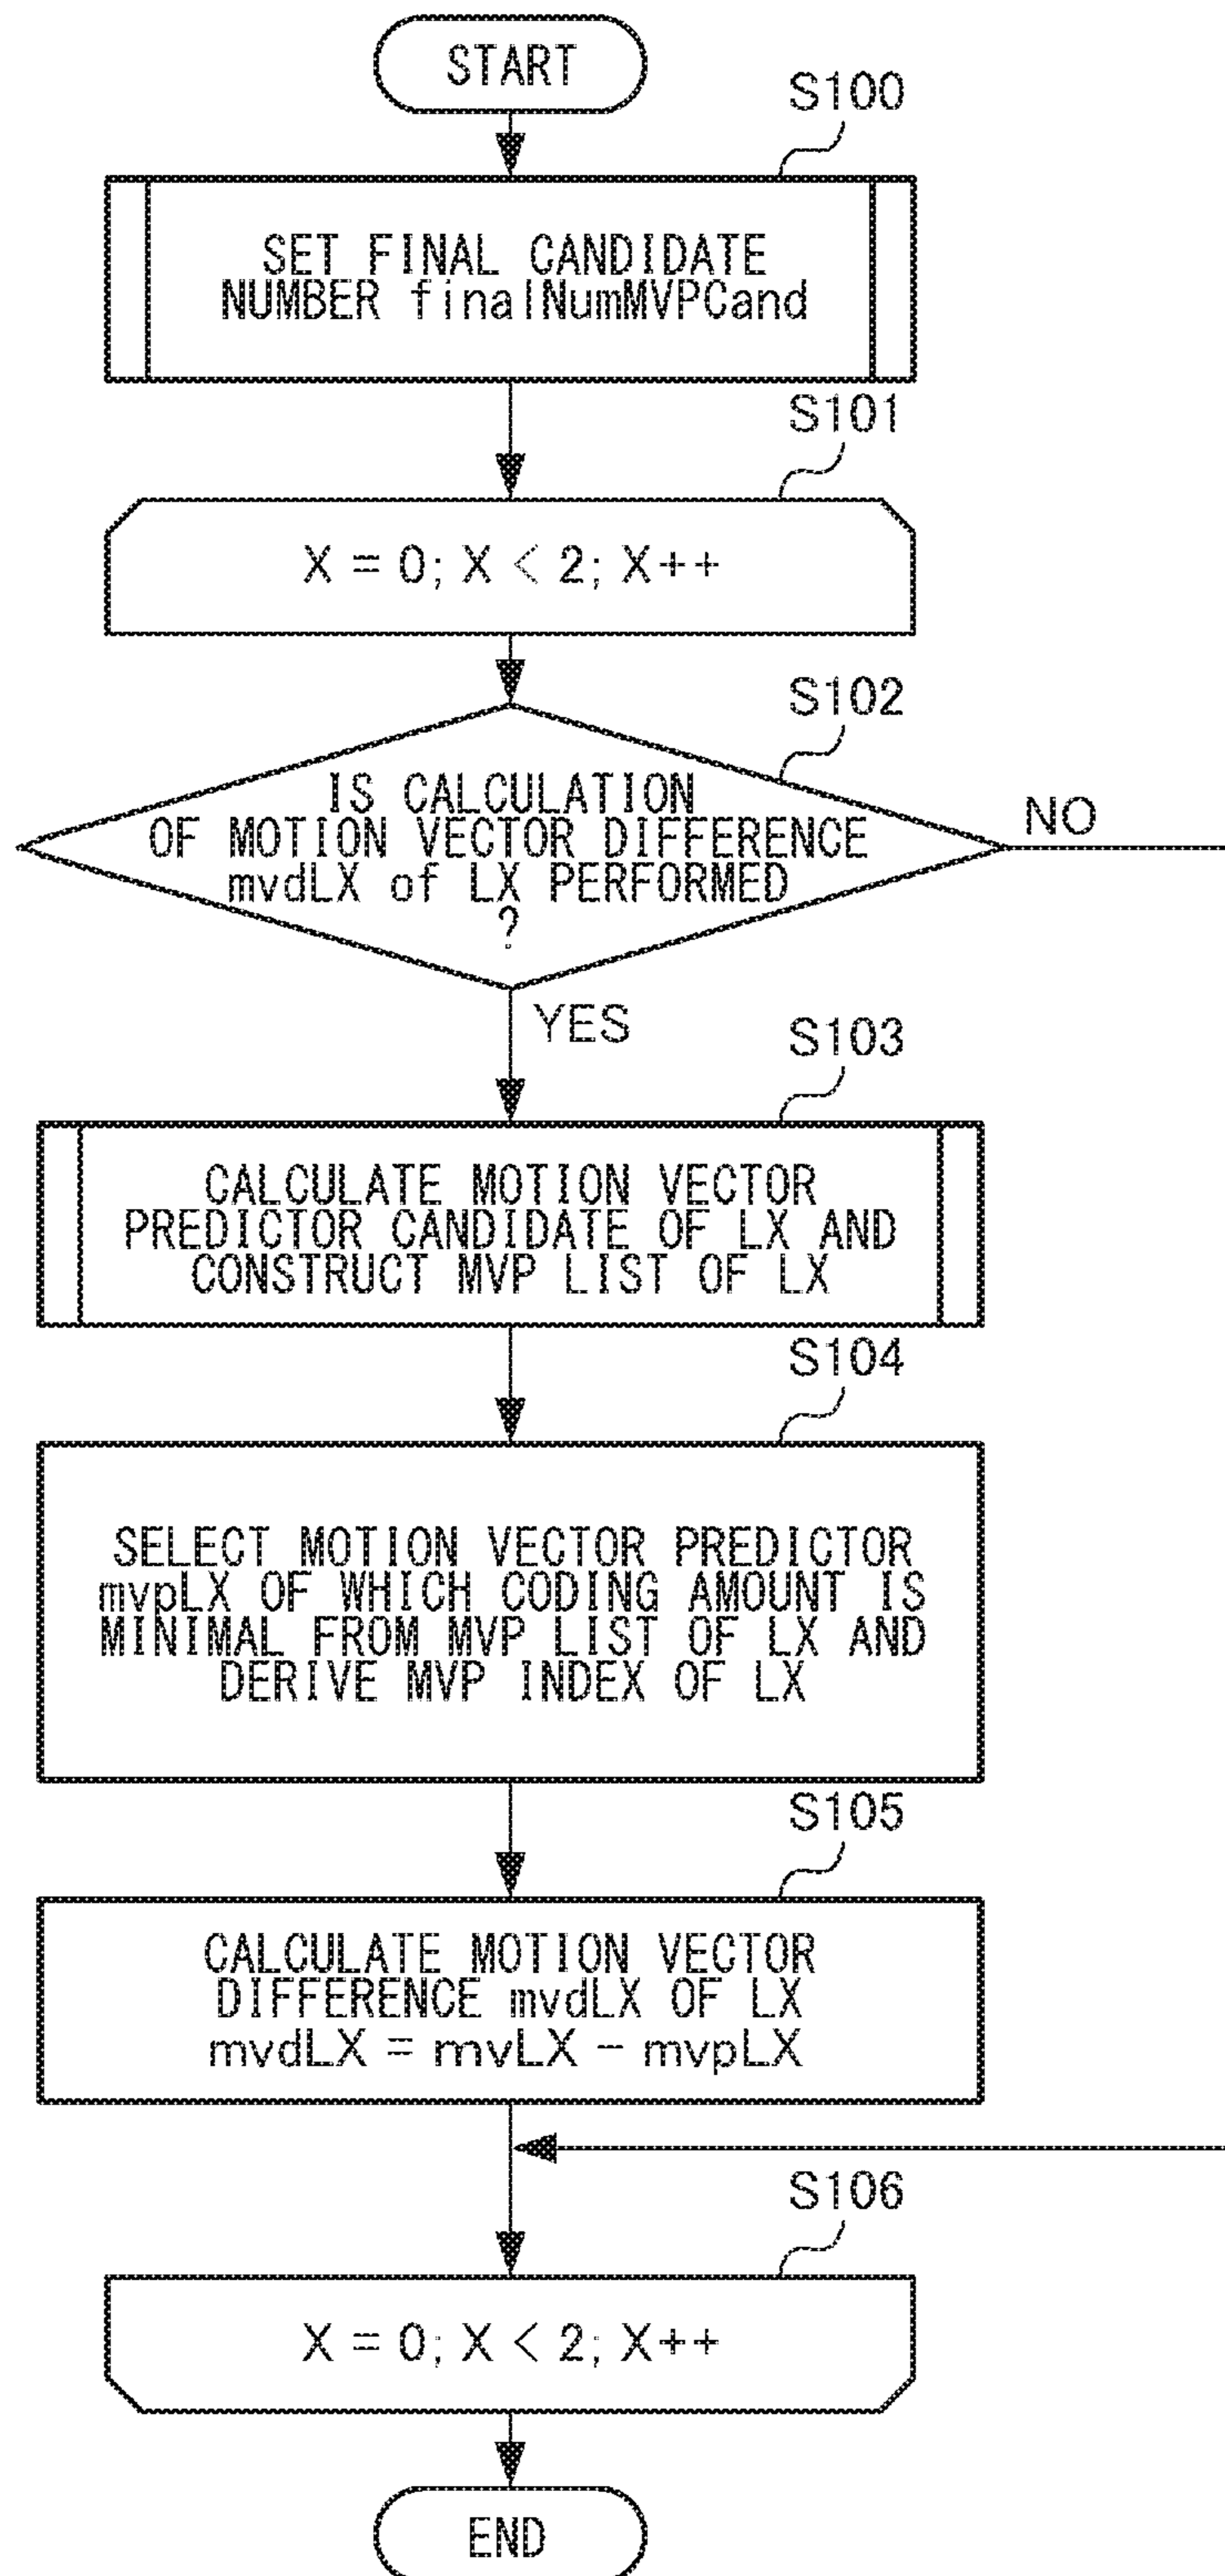 START
S100
SET FINAL CANDIDATE
NUMBER finalNumMVPCand
S101
X = 0; X < 2; X++
S102
IS CALCULATION
OF MOTION VECTOR DIFFERENCE
mvdLX of LX PERFORMED
?
NO
YES
S103
CALCULATE MOTION VECTOR
PREDICTOR CANDIDATE OF LX AND
CONSTRUCT MVP LIST OF LX
S104
SELECT MOTION VECTOR PREDICTOR
mvpLX OF WHICH CODING AMOUNT IS
MINIMAL FROM MVP LIST OF LX AND
DERIVE MVP INDEX OF LX
S105
CALCULATE MOTION VECTOR
DIFFERENCE mvdLX OF LX
mvdLX = mvLX - mvpLX
S106
X = 0; X < 2; X++
END